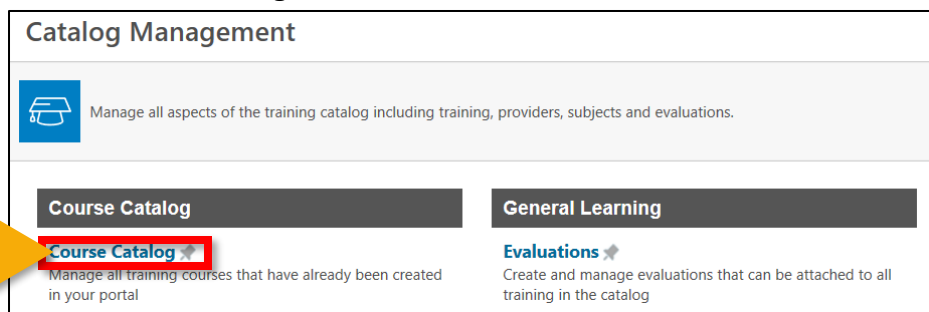 Catalog Management
Manage all aspects of the training catalog including training, providers, subjects and evaluations.
Course Catalog
Course Catalog
Manage all training courses that have already been created
in your portal
General Learning
Evaluations
Create and manage evaluations that can be attached to all
training in the catalog